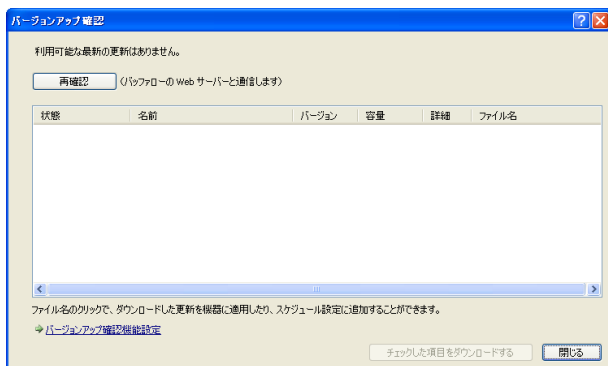 バージョンアップ確認
利用可能な最新の更新はありません。
再確認 (バッファローの Web サーバーと通信します)
状態 名前 バージョン 容量 詳細 ファイル名
ファイル名のクリックで、ダウンロードした更新を機器に適用したり、スケジュール設定に追加することができます。
バージョンアップ確認機能設定
チェックした項目をダウンロードする 閉じる